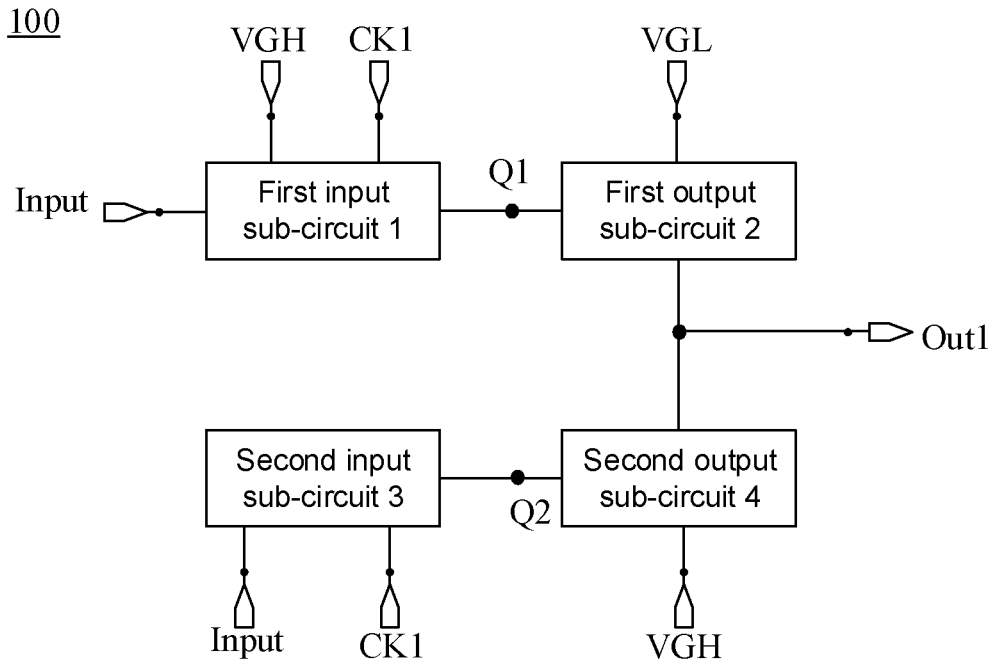 100
VGH
CK1
VGL
Input
First input
sub-circuit 1
Q1
First output
sub-circuit 2
Out1
Second input
sub-circuit 3
Q2
Second output
sub-circuit 4
Input
CK1
VGH